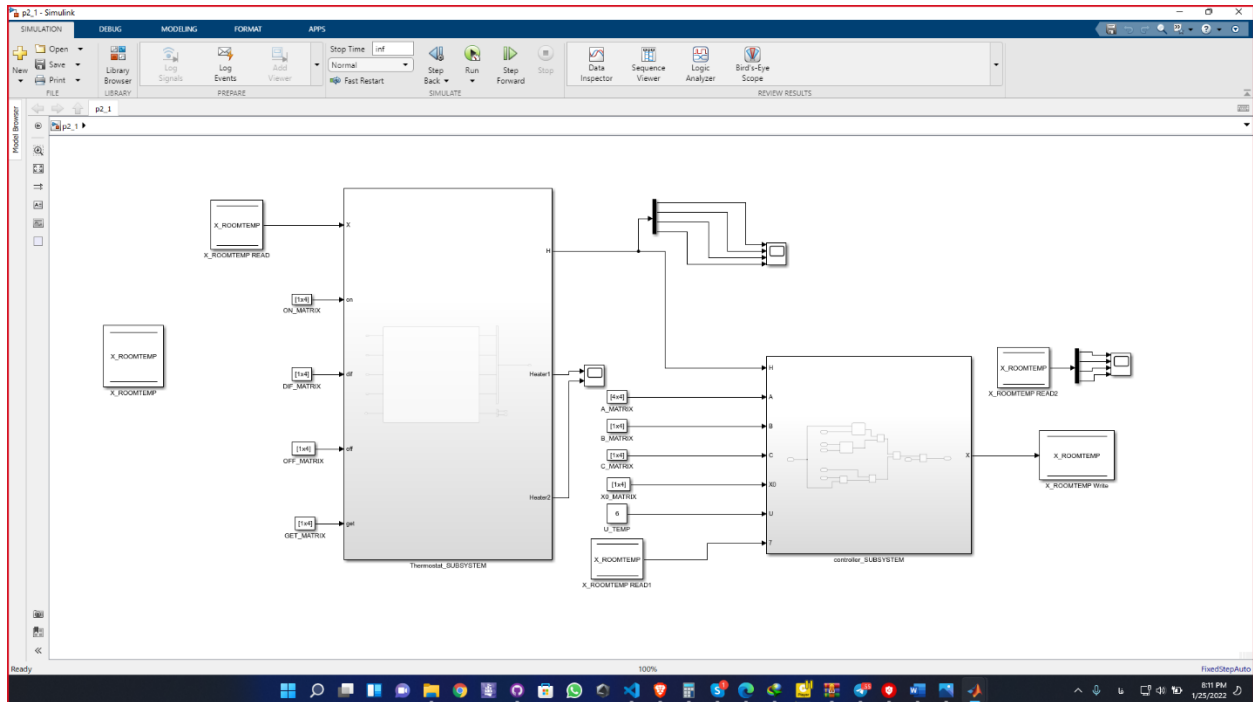 p2_1 - Simulink
SIMULATION DEBUG MODELING FORMAT APPS
New
Open
Save
Print
FILE
Library Browser
LIBRARY
Log Signals
Log Events
Add Viewer
PREPARE
Stop Time inf
Normal
Fast Restart
Step Back
Run
Step Forward
Stop
SIMULATE
Data Inspector
Sequence Viewer
Logic Analyzer
Bird's-Eye Scope
REVIEW RESULTS
Model Browser
p2_1
p2_1
X_ROOMTEMP
X_ROOMTEMP READ
X_ROOMTEMP
X_ROOMTEMP
[1x4]
ON_MATRIX
[1x4]
DIF_MATRIX
[1x4]
OFF_MATRIX
[1x4]
GET_MATRIX
X
on
dif
off
get
H
Heater1
Heater2
Thermostat_SUBSYSTEM
[4x4]
A_MATRIX
[1x4]
B_MATRIX
[1x4]
C_MATRIX
[1x4]
X0_MATRIX
6
U_TEMP
X_ROOMTEMP
X_ROOMTEMP READ1
H
A
B
C
X0
U
T
X
controller_SUBSYSTEM
X_ROOMTEMP
X_ROOMTEMP READ2
X_ROOMTEMP
X_ROOMTEMP Write
Ready
100%
FixedStepAuto
8:11 PM
1/25/2022